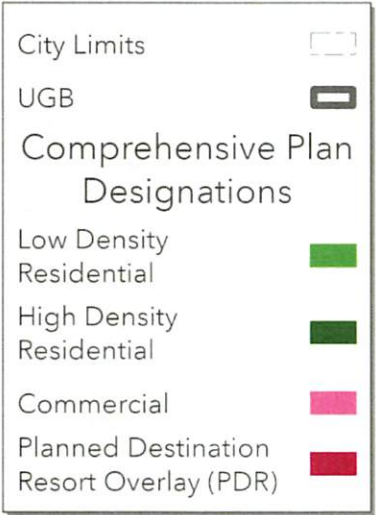 City Limits
UGB
Comprehensive Plan
Designations
Low Density
Residential
High Density
Residential
Commercial
Planned Destination
Resort Overlay (PDR)